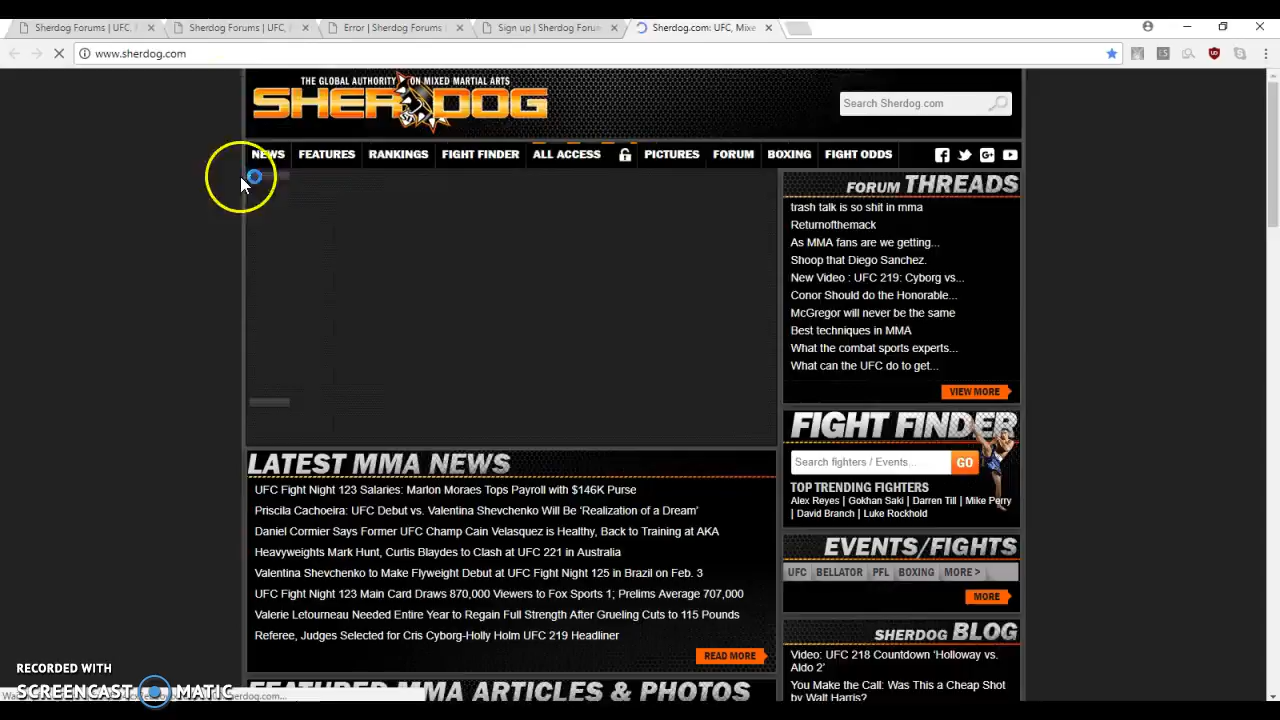 Sherdog Forums | UFC,
Sherdog Forums | UFC,
Error | Sherdog Forums
Sign up | Sherdog Forum
Sherdog.com: UFC, Mixe
www.sherdog.com
THE GLOBAL AUTHORITY ON MIXED MARTIAL ARTS
SHERDOG
Search Sherdog.com
NEWS FEATURES RANKINGS FIGHT FINDER ALL ACCESS PICTURES FORUM BOXING FIGHT ODDS
FORUM THREADS
trash talk is so shit in mma
Returnofthemack
As MMA fans are we getting...
Shoop that Diego Sanchez.
New Video : UFC 219: Cyborg vs...
Conor Should do the Honorable...
McGregor will never be the same
Best techniques in MMA
What the combat sports experts...
What can the UFC do to get...
VIEW MORE
FIGHT FINDER
Search fighters / Events... GO
TOP TRENDING FIGHTERS
Alex Reyes | Gokhan Saki | Darren Till | Mike Perry
| David Branch | Luke Rockhold
EVENTS/FIGHTS
UFC BELLATOR PFL BOXING MORE >
MORE
SHERDOG BLOG
Video: UFC 218 Countdown ‘Holloway vs.
Aldo 2’
You Make the Call: Was This a Cheap Shot
by Walt Harris?
LATEST MMA NEWS
UFC Fight Night 123 Salaries: Marlon Moraes Tops Payroll with $146K Purse
Priscila Cachoeira: UFC Debut vs. Valentina Shevchenko Will Be ‘Realization of a Dream’
Daniel Cormier Says Former UFC Champ Cain Velasquez is Healthy, Back to Training at AKA
Heavyweights Mark Hunt, Curtis Blaydes to Clash at UFC 221 in Australia
Valentina Shevchenko to Make Flyweight Debut at UFC Fight Night 125 in Brazil on Feb. 3
UFC Fight Night 123 Main Card Draws 870,000 Viewers to Fox Sports 1; Prelims Average 707,000
Valerie Letourneau Needed Entire Year to Regain Full Strength After Grueling Cuts to 115 Pounds
Referee, Judges Selected for Cris Cyborg-Holly Holm UFC 219 Headliner
READ MORE
FEATURED MMA ARTICLES & PHOTOS
RECORDED WITH
SCREENCAST MATIC
sherdog.com...